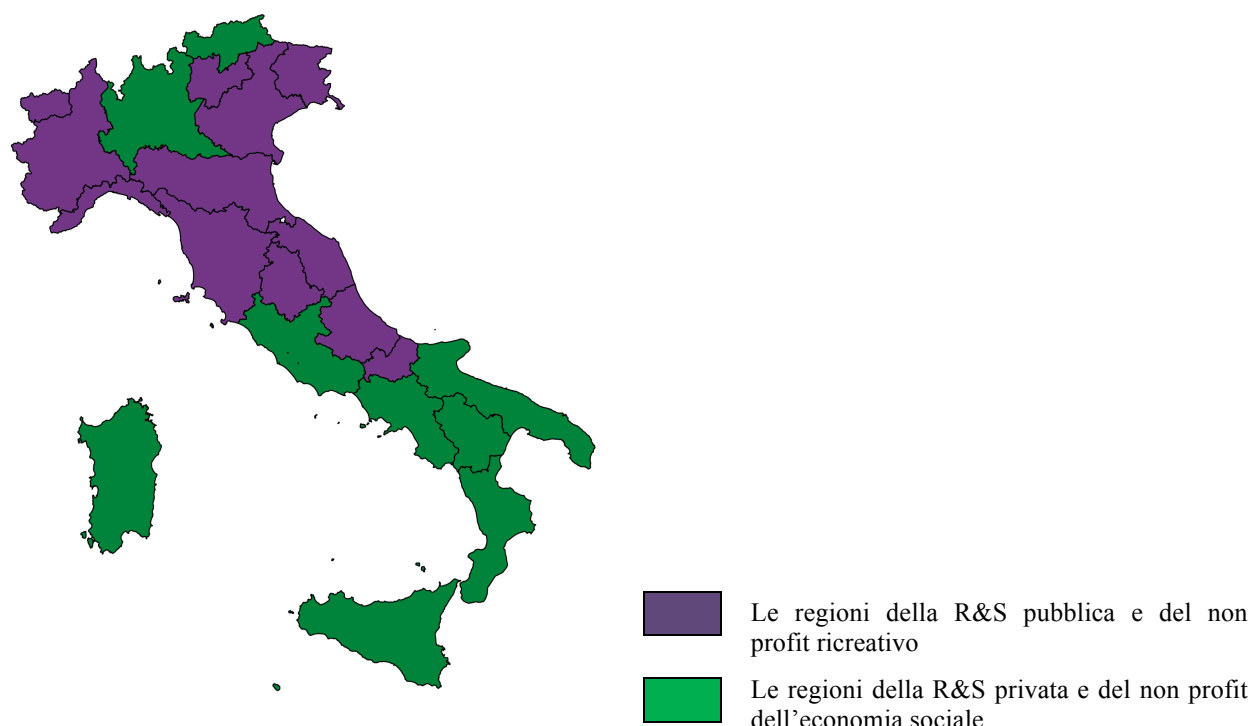 Le regioni della R&S pubblica e del non
profit ricreativo
Le regioni della R&S privata e del non profit
dell’economia sociale